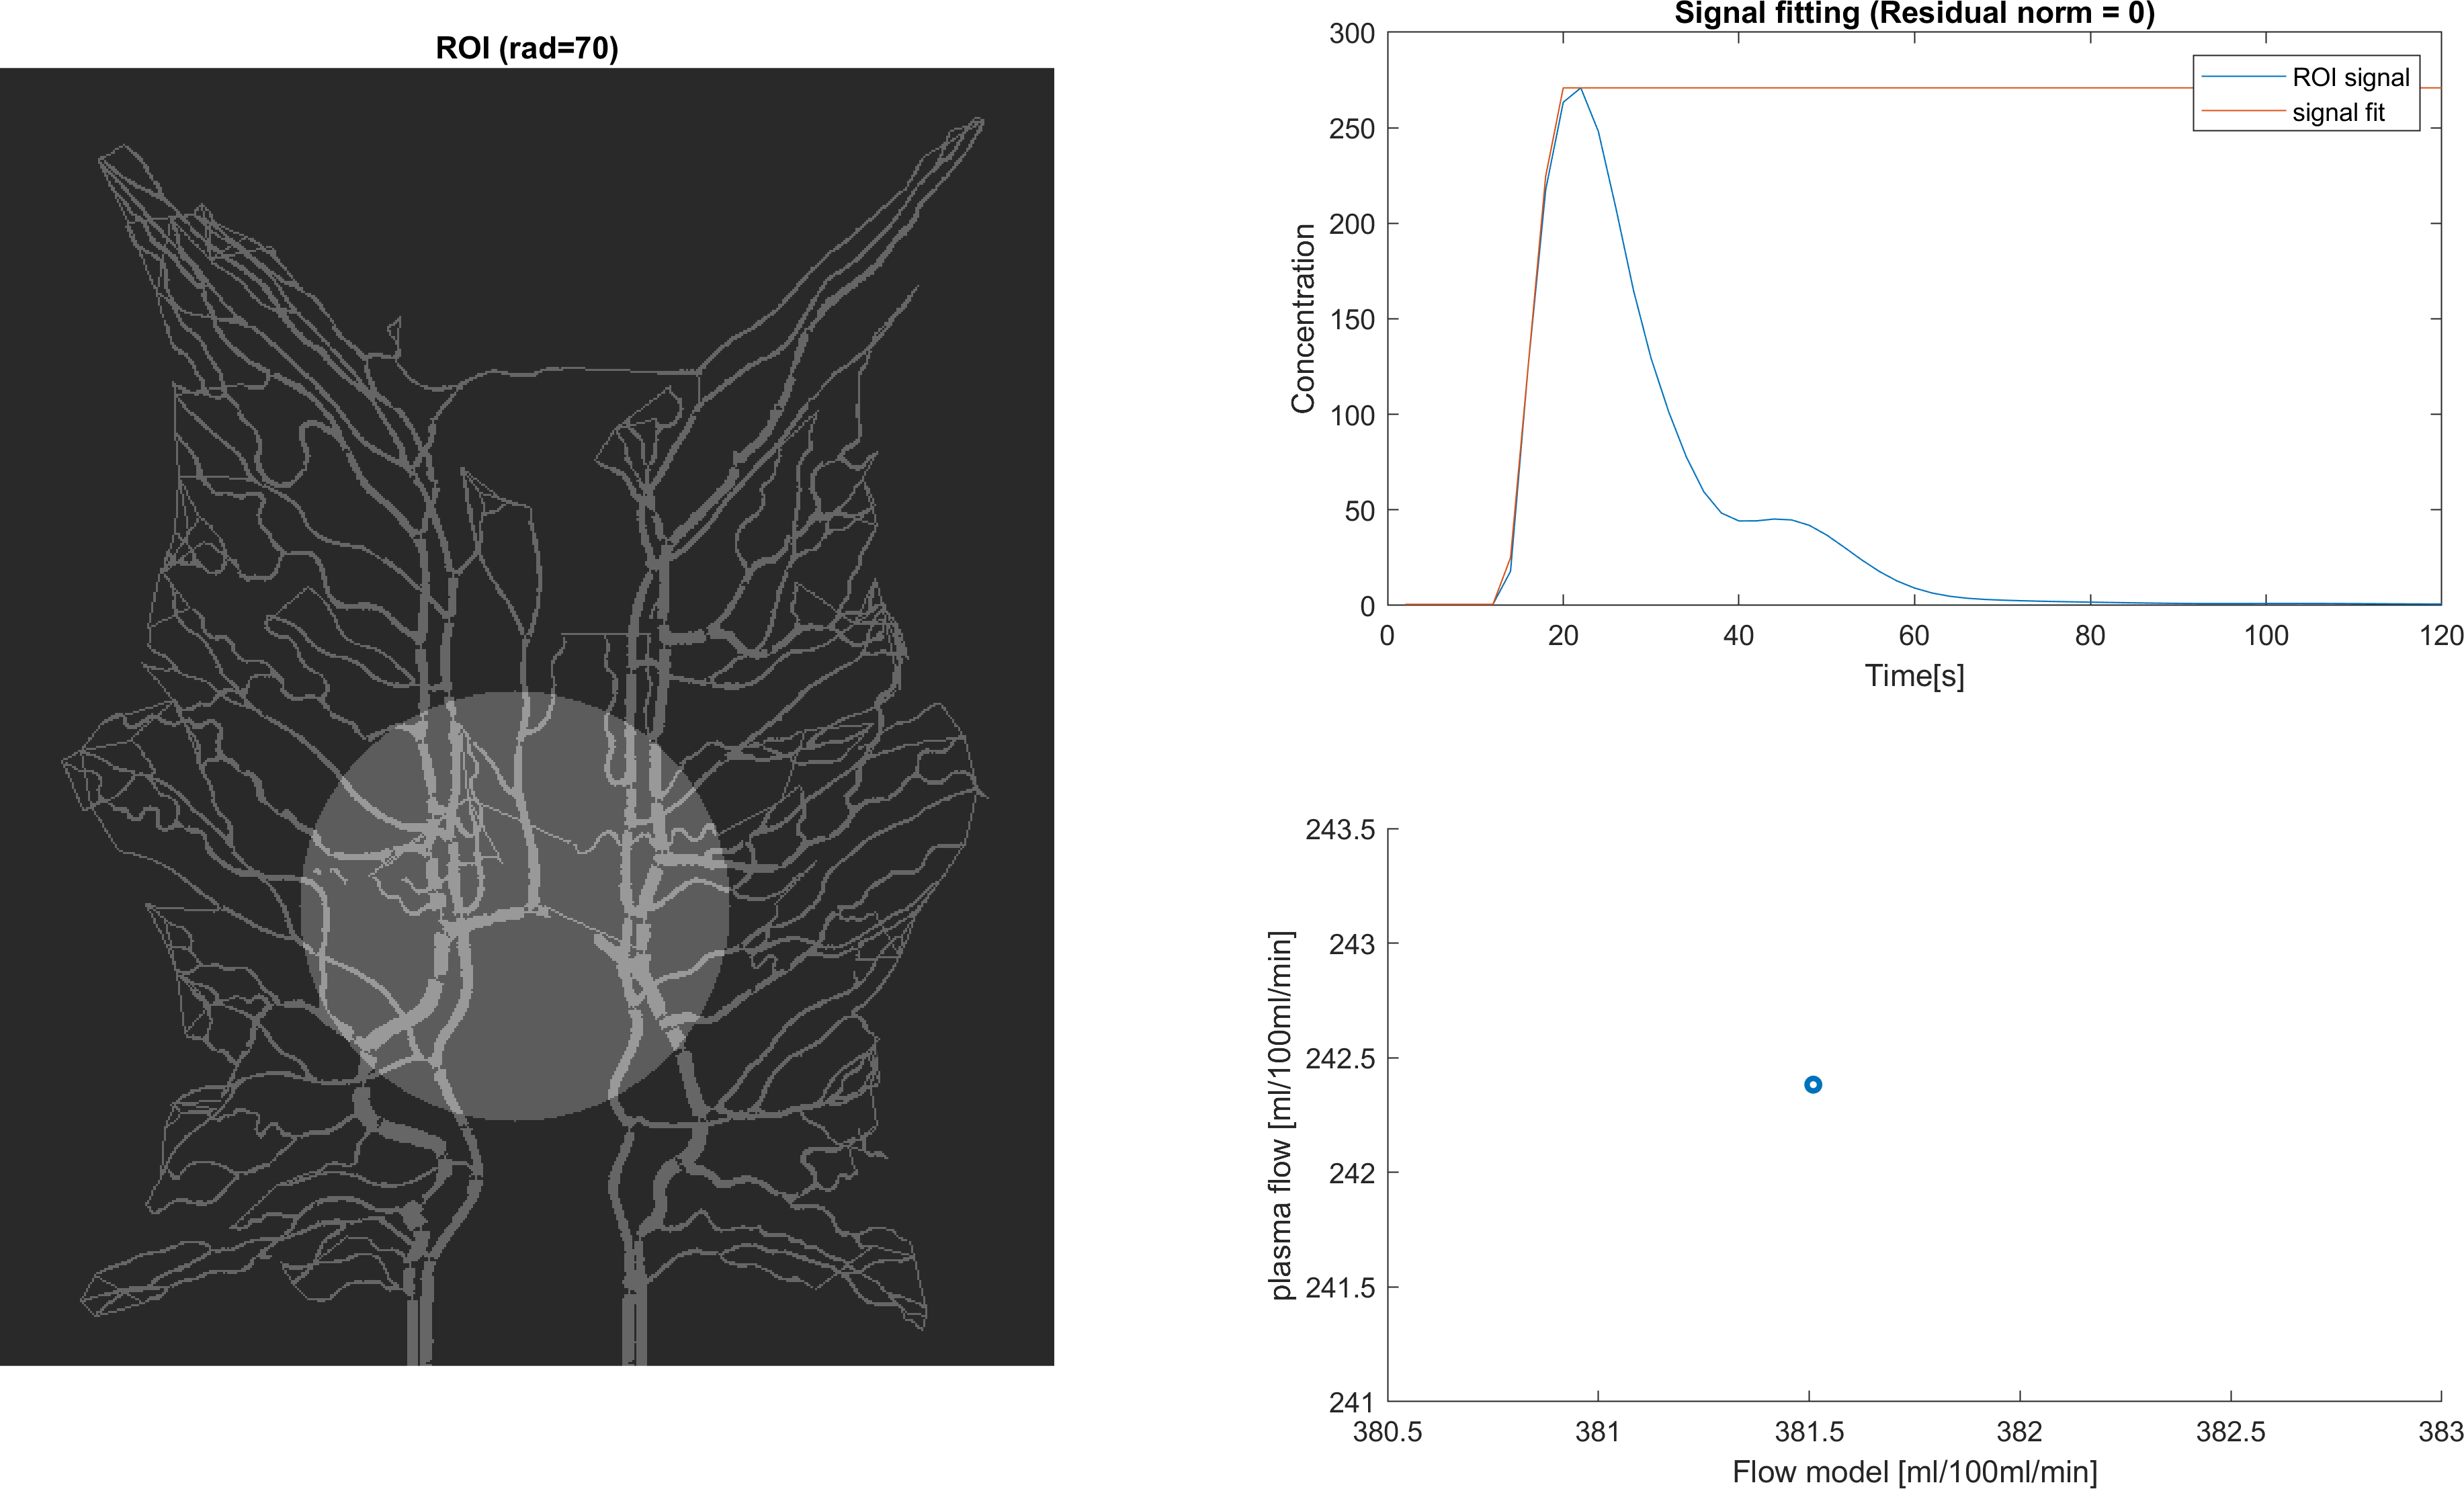 ROI (rad=70)
Signal fitting (Residual norm = 0)
300
250
200
150
100
50
0
Concentration
ROI signal
signal fit
0 20 40 60 80 100 120
Time[s]
243.5
243
242.5
242
241.5
241
plasma flow [ml/100ml/min]
380.5 381 381.5 382 382.5 383
Flow model [ml/100ml/min]